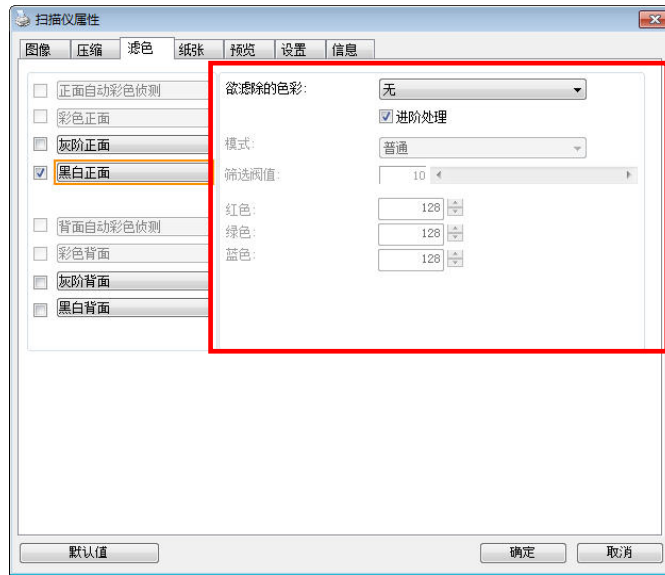 扫描仪属性
图像 压缩 滤色 纸张 预览 设置 信息
正面自动彩色侦测
彩色正面
灰阶正面
黑白正面
背面自动彩色侦测
彩色背面
灰阶背面
黑白背面
欲滤除的色彩: 无
进阶处理
模式: 普通
筛选阀值: 10
红色: 128
绿色: 128
蓝色: 128
默认值 确定 取消